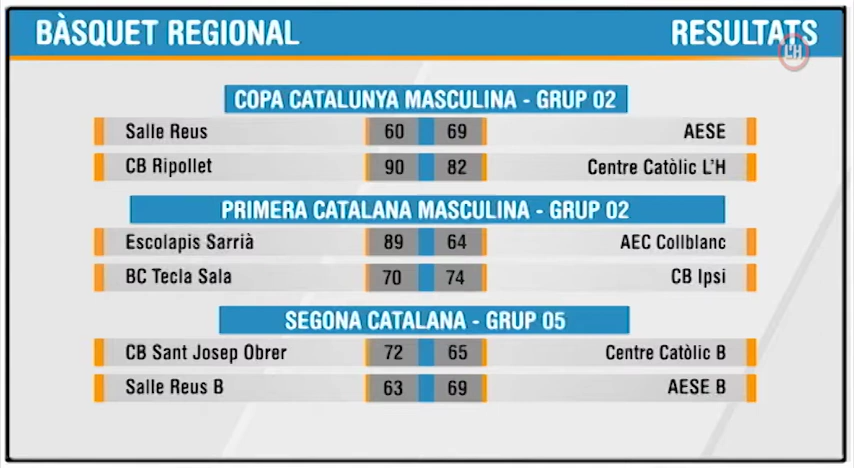 BÀSQUET REGIONAL RESULTATS
L'H
COPA CATALUNYA MASCULINA - GRUP 02
Salle Reus 60 69 AESE
CB Ripollet 90 82 Centre Catòlic L'H
PRIMERA CATALANA MASCULINA - GRUP 02
Escolapis Sarrià 89 64 AEC Collblanc
BC Tecla Sala 70 74 CB Ipsi
SEGONA CATALANA - GRUP 05
CB Sant Josep Obrer 72 65 Centre Catòlic B
Salle Reus B 63 69 AESE B